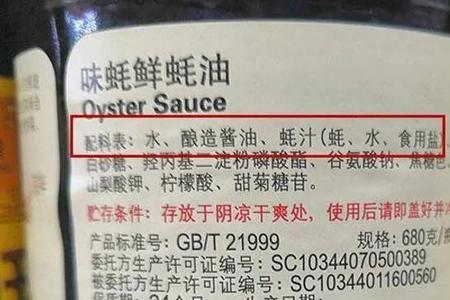 味蚝鲜蚝油
Oyster Sauce
配料表：水、酿造酱油、蚝汁(蚝、水、食用盐)、
白砂糖、羟丙基二淀粉磷酸酯、谷氨酸钠、焦糖色、
山梨酸钾、柠檬酸、甜菊糖苷。
贮存条件：存放于阴凉干爽处，使用后请即盖好并冷
产品标准号：GB/T 21999 规格：680克/瓶
委托方生产许可证编号：SC10344070500389
被委托方生产许可证编号：SC10344011600560